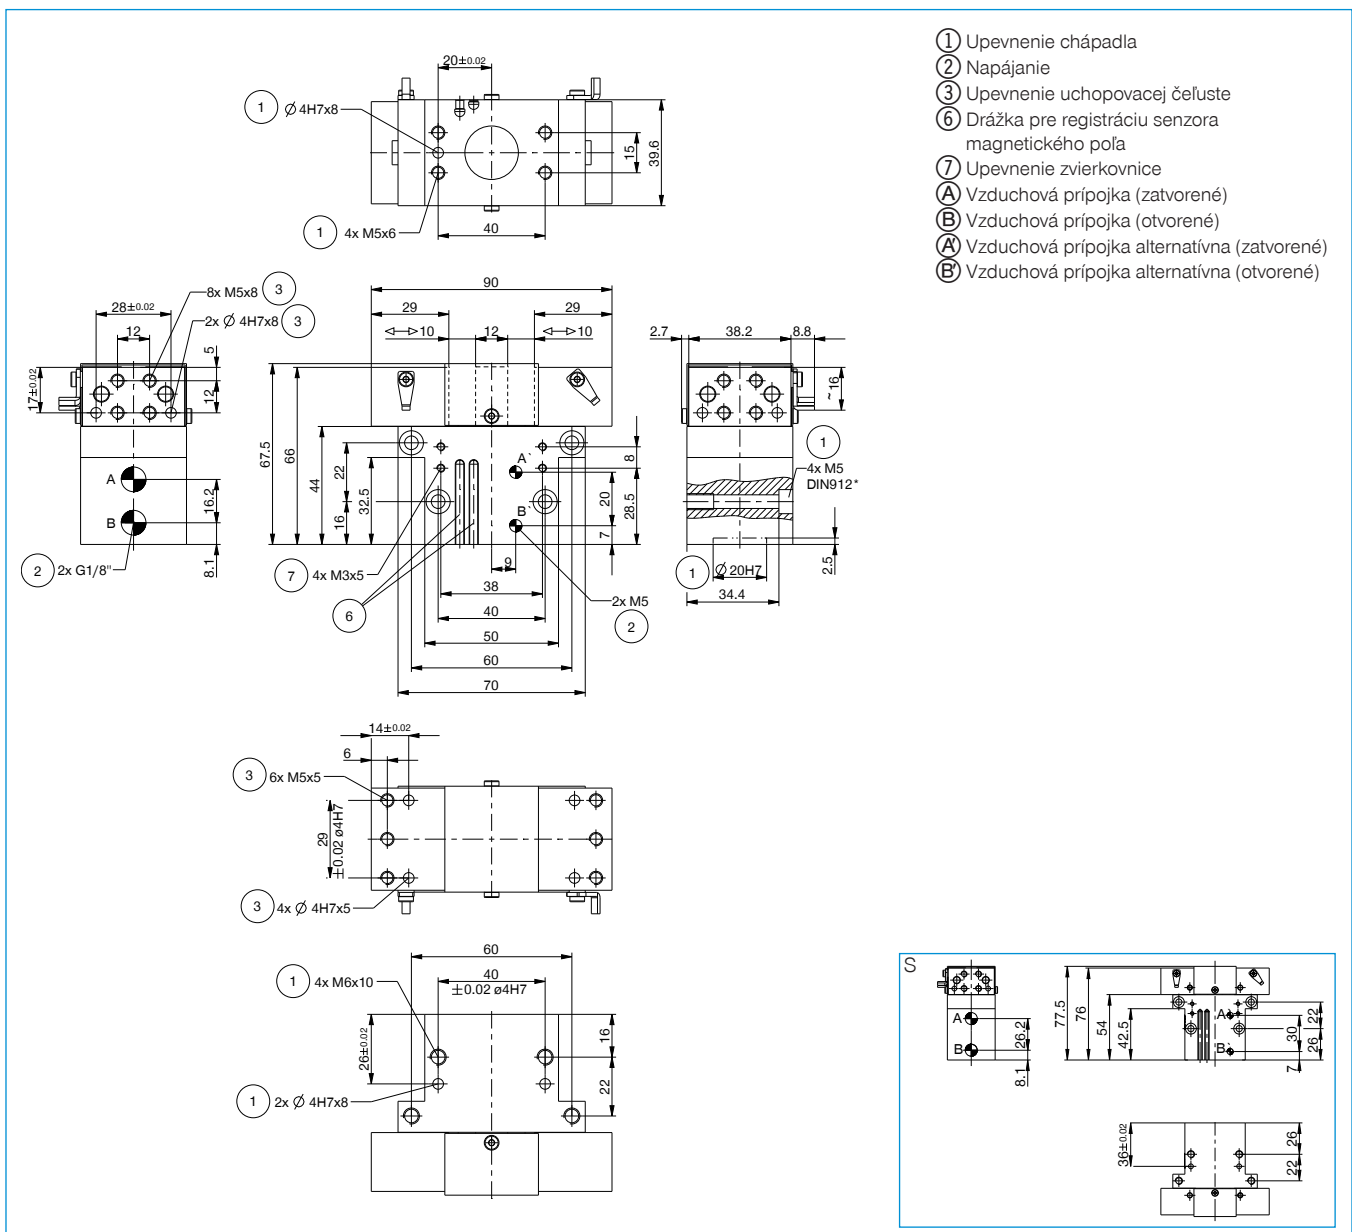 ① Upevnenie chápadla
② Napájanie
③ Upevnenie uchopovacej čeľuste
⑥ Drážka pre registráciu senzora
magnetického poľa
⑦ Upevnenie zvierkovnice
Ⓐ Vzduchová prípojka (zatvorené)
Ⓑ Vzduchová prípojka (otvorené)
A' Vzduchová prípojka alternatívna (zatvorené)
B' Vzduchová prípojka alternatívna (otvorené)
20±0.02
1 Ø 4H7x8
15
39.6
1 4x M5x6
40
28±0.02
12
8x M5x8 3
2x Ø 4H7x8 3
5
12
17±0.02
A
B
16.2
8.1
2 2x G1/8"
90
29
29
10
12
10
67.5
66
44
22
16
32.5
A`
B`
8
20
28.5
7
9
7 4x M3x5
6
38
40
50
60
70
2x M5
2
2.7
38.2
8.8
~16
1
4x M5
DIN912*
1 Ø 20H7
34.4
2.5
14±0.02
6
3 6x M5x5
29
±0.02 ø4H7
3 4x Ø 4H7x5
60
40
±0.02 ø4H7
1 4x M6x10
26±0.02
16
22
1 2x Ø 4H7x8
S
A
B
26.2
8.1
77.5
76
54
42.5
A`
B`
22
30
26
7
36±0.02
26
22